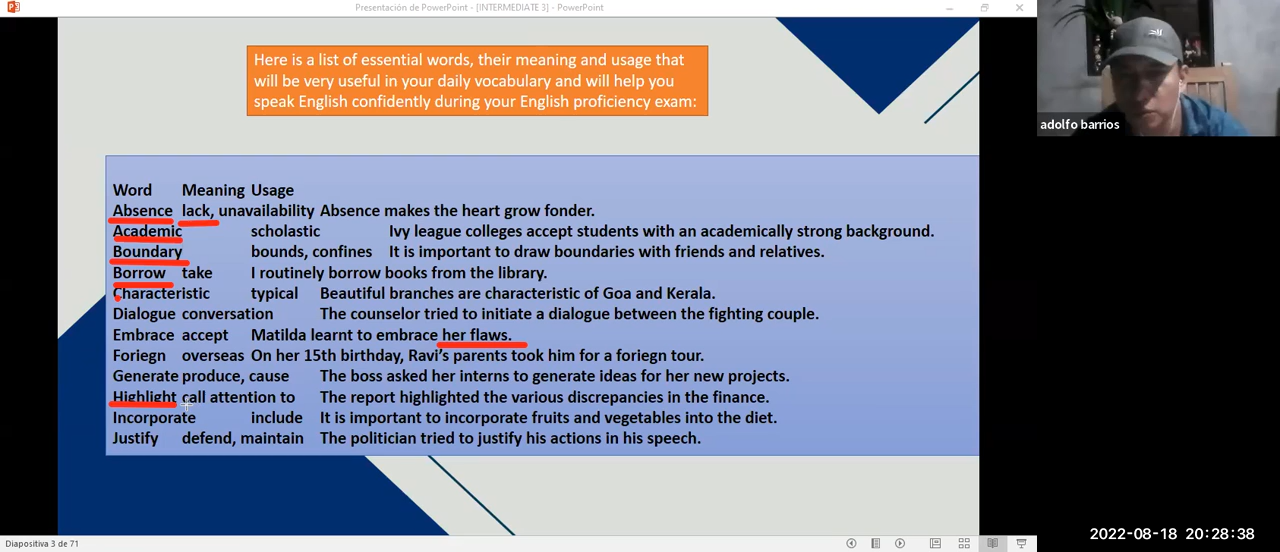 Presentación de PowerPoint - [INTERMEDIATE 3] - PowerPoint
Here is a list of essential words, their meaning and usage that
will be very useful in your daily vocabulary and will help you
speak English confidently during your English proficiency exam:
adolfo barrios
Word Meaning Usage
Absence lack, unavailability Absence makes the heart grow fonder.
Academic scholastic Ivy league colleges accept students with an academically strong background.
Boundary bounds, confines It is important to draw boundaries with friends and relatives.
Borrow take I routinely borrow books from the library.
Characteristic typical Beautiful branches are characteristic of Goa and Kerala.
Dialogue conversation The counselor tried to initiate a dialogue between the fighting couple.
Embrace accept Matilda learnt to embrace her flaws.
Foriegn overseas On her 15th birthday, Ravi's parents took him for a foriegn tour.
Generate produce, cause The boss asked her interns to generate ideas for her new projects.
Highlight call attention to The report highlighted the various discrepancies in the finance.
Incorporate include It is important to incorporate fruits and vegetables into the diet.
Justify defend, maintain The politician tried to justify his actions in his speech.
Diapositiva 3 de 71
2022-08-18 20:28:38